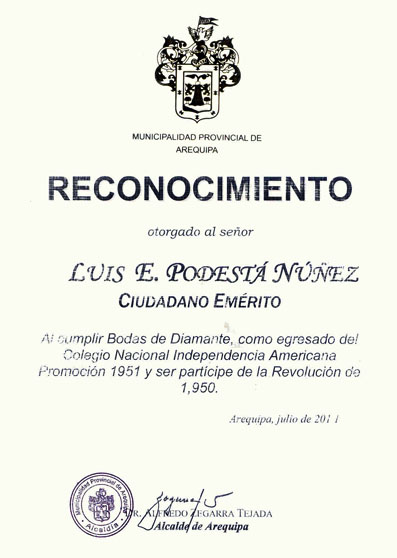 MUNICIPALIDAD PROVINCIAL DE
AREQUIPA
RECONOCIMIENTO
otorgado al señor
LUIS E. PODESTÁ NÚÑEZ
CIUDADANO EMÉRITO
Al cumplir Bodas de Diamante, como egresado del
Colegio Nacional Independencia Americana
Promoción 1951 y ser partícipe de la Revolución de
1,950.
Arequipa, julio de 2011
Municipalidad Provincial de Arequipa
Alcaldía
DR. ALFREDO ZEGARRA TEJADA
Alcalde de Arequipa